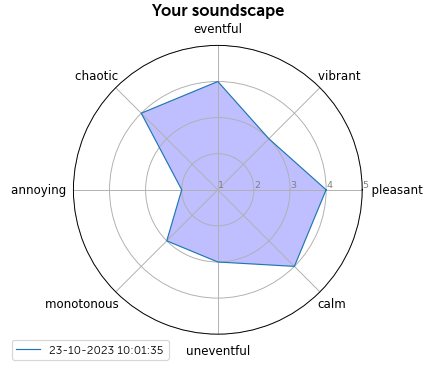 Your soundscape
eventful
chaotic
vibrant
annoying
1
2
3
4
5
pleasant
monotonous
calm
uneventful
23-10-2023 10:01:35